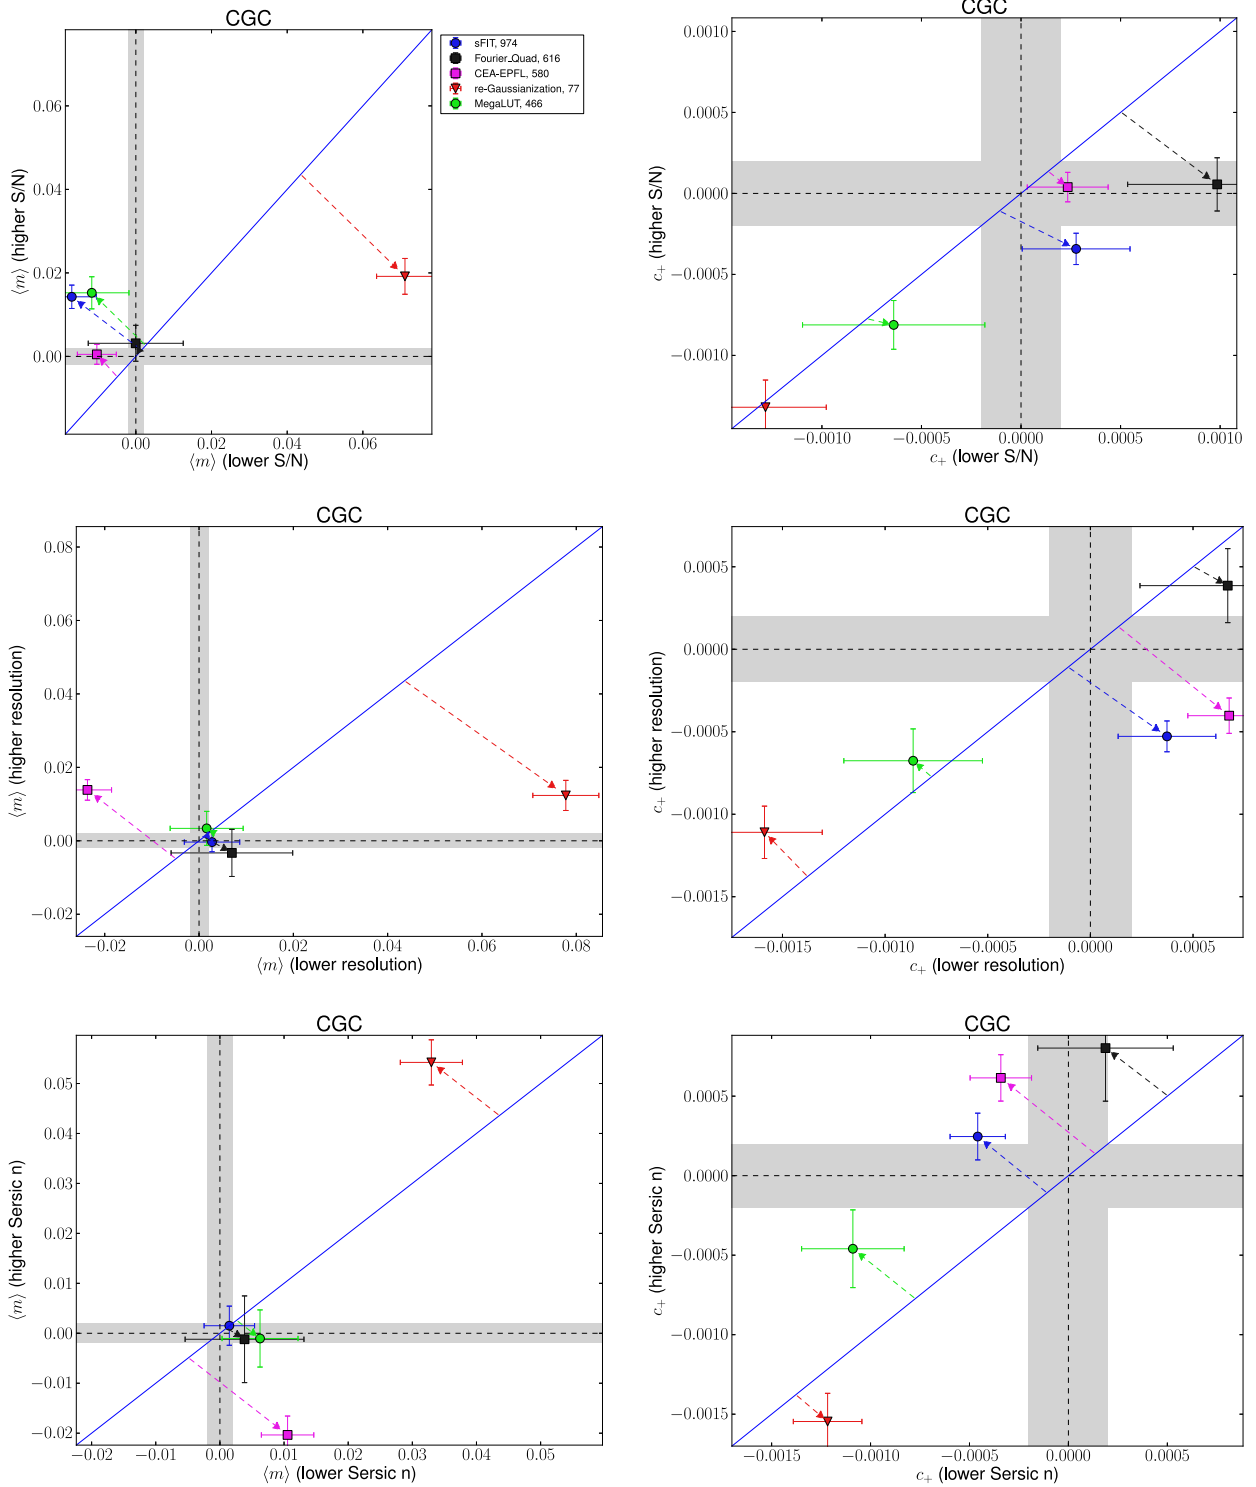 CGC
0.06
0.04
0.02
0.00
⟨m⟩ (higher S/N)
0.00
0.02
0.04
0.06
⟨m⟩ (lower S/N)
sFIT, 974
Fourier_Quad, 616
CEA-EPFL, 580
re-Gaussianization, 77
MegaLUT, 466
CGC
0.0010
0.0005
0.0000
−0.0005
−0.0010
c₊ (higher S/N)
−0.0010
−0.0005
0.0000
0.0005
0.0010
c₊ (lower S/N)
CGC
0.08
0.06
0.04
0.02
0.00
−0.02
⟨m⟩ (higher resolution)
−0.02
0.00
0.02
0.04
0.06
0.08
⟨m⟩ (lower resolution)
CGC
0.0005
0.0000
−0.0005
−0.0010
−0.0015
c₊ (higher resolution)
−0.0015
−0.0010
−0.0005
0.0000
0.0005
c₊ (lower resolution)
CGC
0.05
0.04
0.03
0.02
0.01
0.00
−0.01
−0.02
⟨m⟩ (higher Sersic n)
−0.02
−0.01
0.00
0.01
0.02
0.03
0.04
0.05
⟨m⟩ (lower Sersic n)
CGC
0.0005
0.0000
−0.0005
−0.0010
−0.0015
c₊ (higher Sersic n)
−0.0015
−0.0010
−0.0005
0.0000
0.0005
c₊ (lower Sersic n)